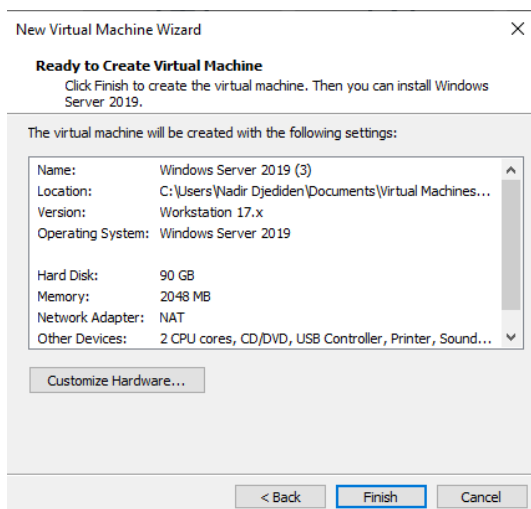 New Virtual Machine Wizard
Ready to Create Virtual Machine
Click Finish to create the virtual machine. Then you can install Windows
Server 2019.
The virtual machine will be created with the following settings:
Name: Windows Server 2019 (3)
Location: C:\Users\Nadir Djediden\Documents\Virtual Machines...
Version: Workstation 17.x
Operating System: Windows Server 2019
Hard Disk: 90 GB
Memory: 2048 MB
Network Adapter: NAT
Other Devices: 2 CPU cores, CD/DVD, USB Controller, Printer, Sound...
Customize Hardware...
< Back Finish Cancel